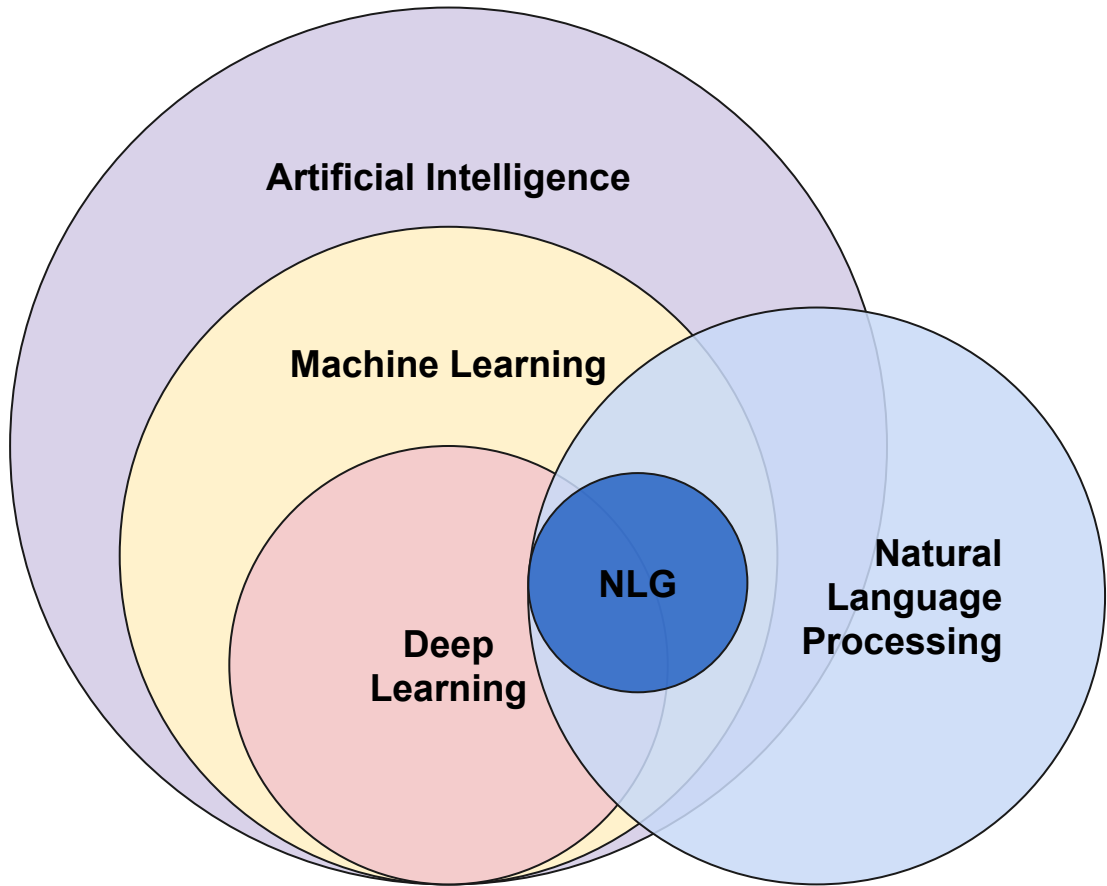 Artificial Intelligence
Machine Learning
Natural
Language
Processing
NLG
Deep
Learning